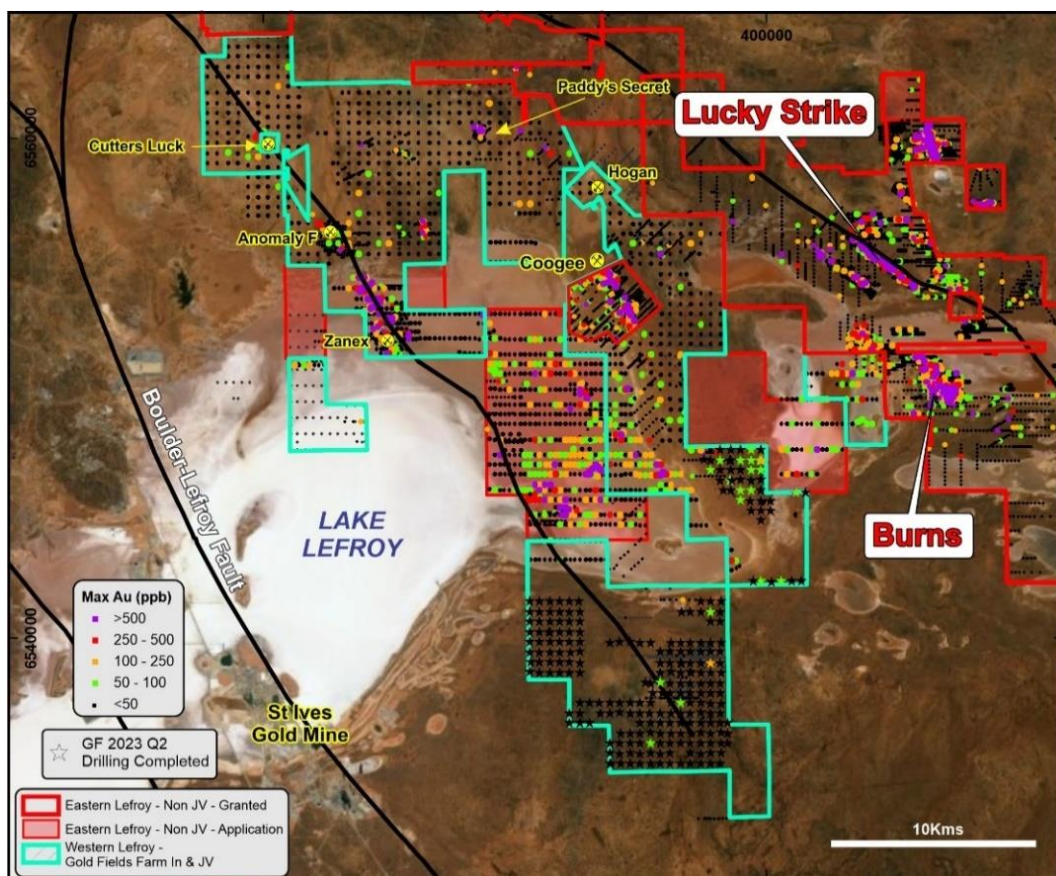 400000
6560000
6540000
Paddy's Secret
Lucky Strike
Cutters Luck
Hogan
Anomaly F
Coogee
Zanex
Boulder-Lefroy Fault
LAKE
LEFROY
Burns
Max Au (ppb)
>500
250 - 500
100 - 250
50 - 100
<50
St Ives
Gold Mine
GF 2023 Q2
Drilling Completed
Eastern Lefroy - Non JV - Granted
Eastern Lefroy - Non JV - Application
Western Lefroy -
Gold Fields Farm In & JV
10Kms